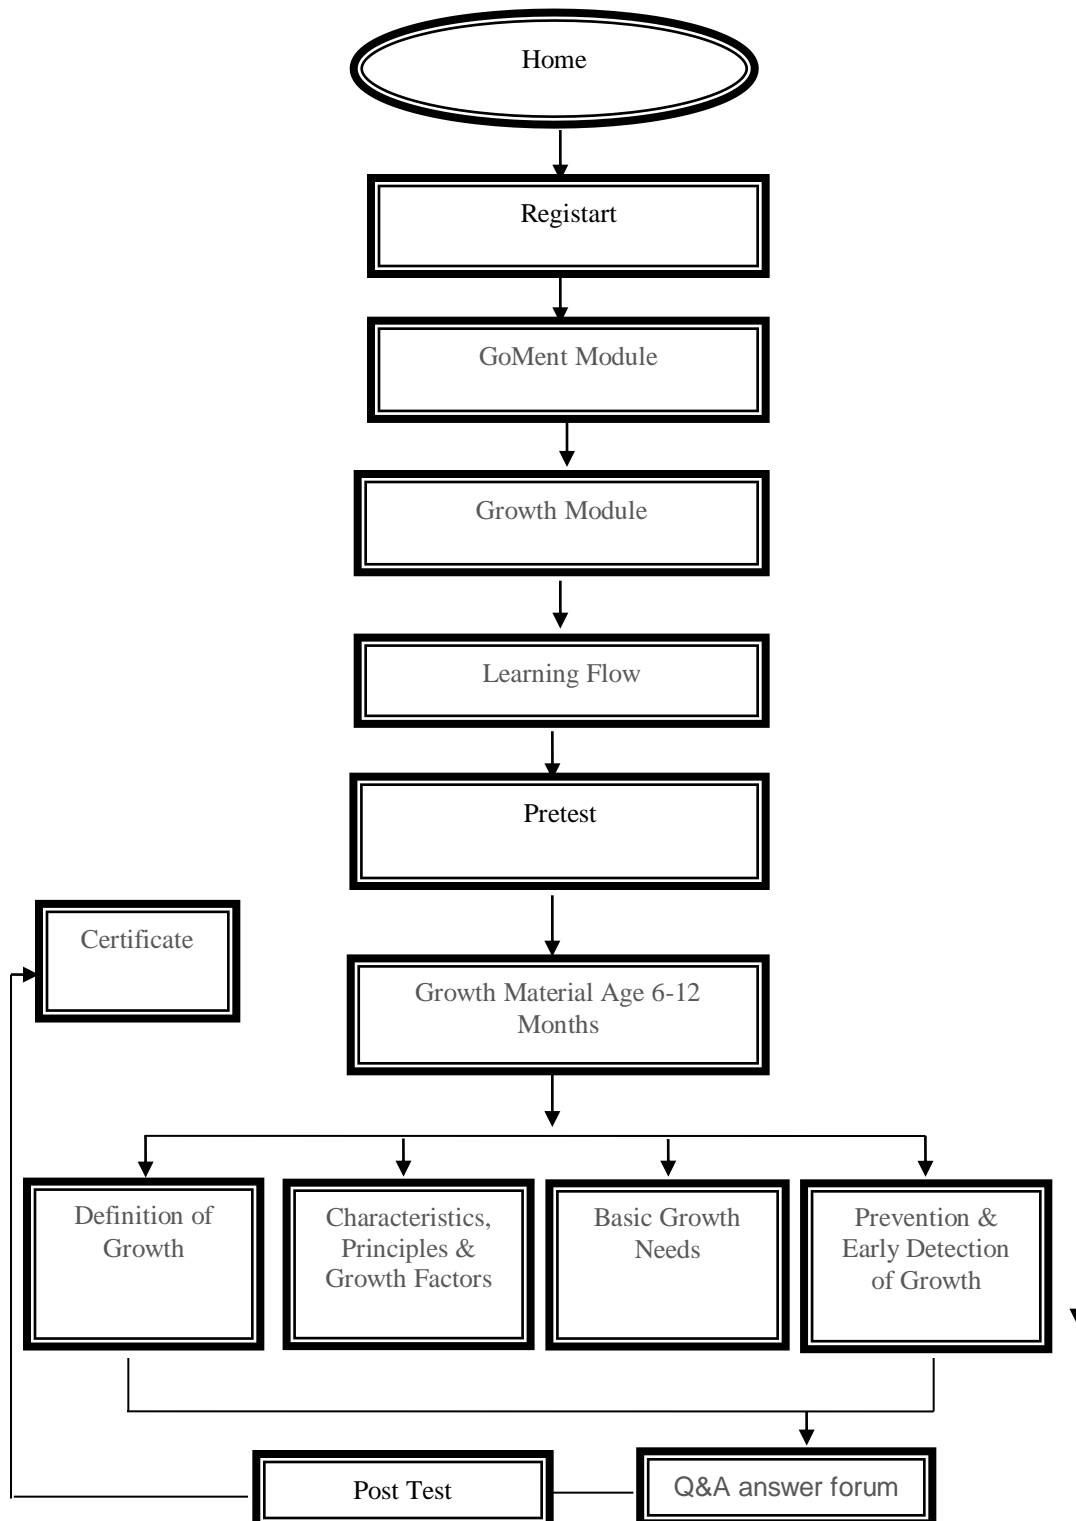 Home
Registart
GoMent Module
Growth Module
Learning Flow
Pretest
Certificate
Growth Material Age 6-12
Months
Definition of
Growth
Characteristics,
Principles &
Growth Factors
Basic Growth
Needs
Prevention &
Early Detection
of Growth
Post Test
Q&A answer forum